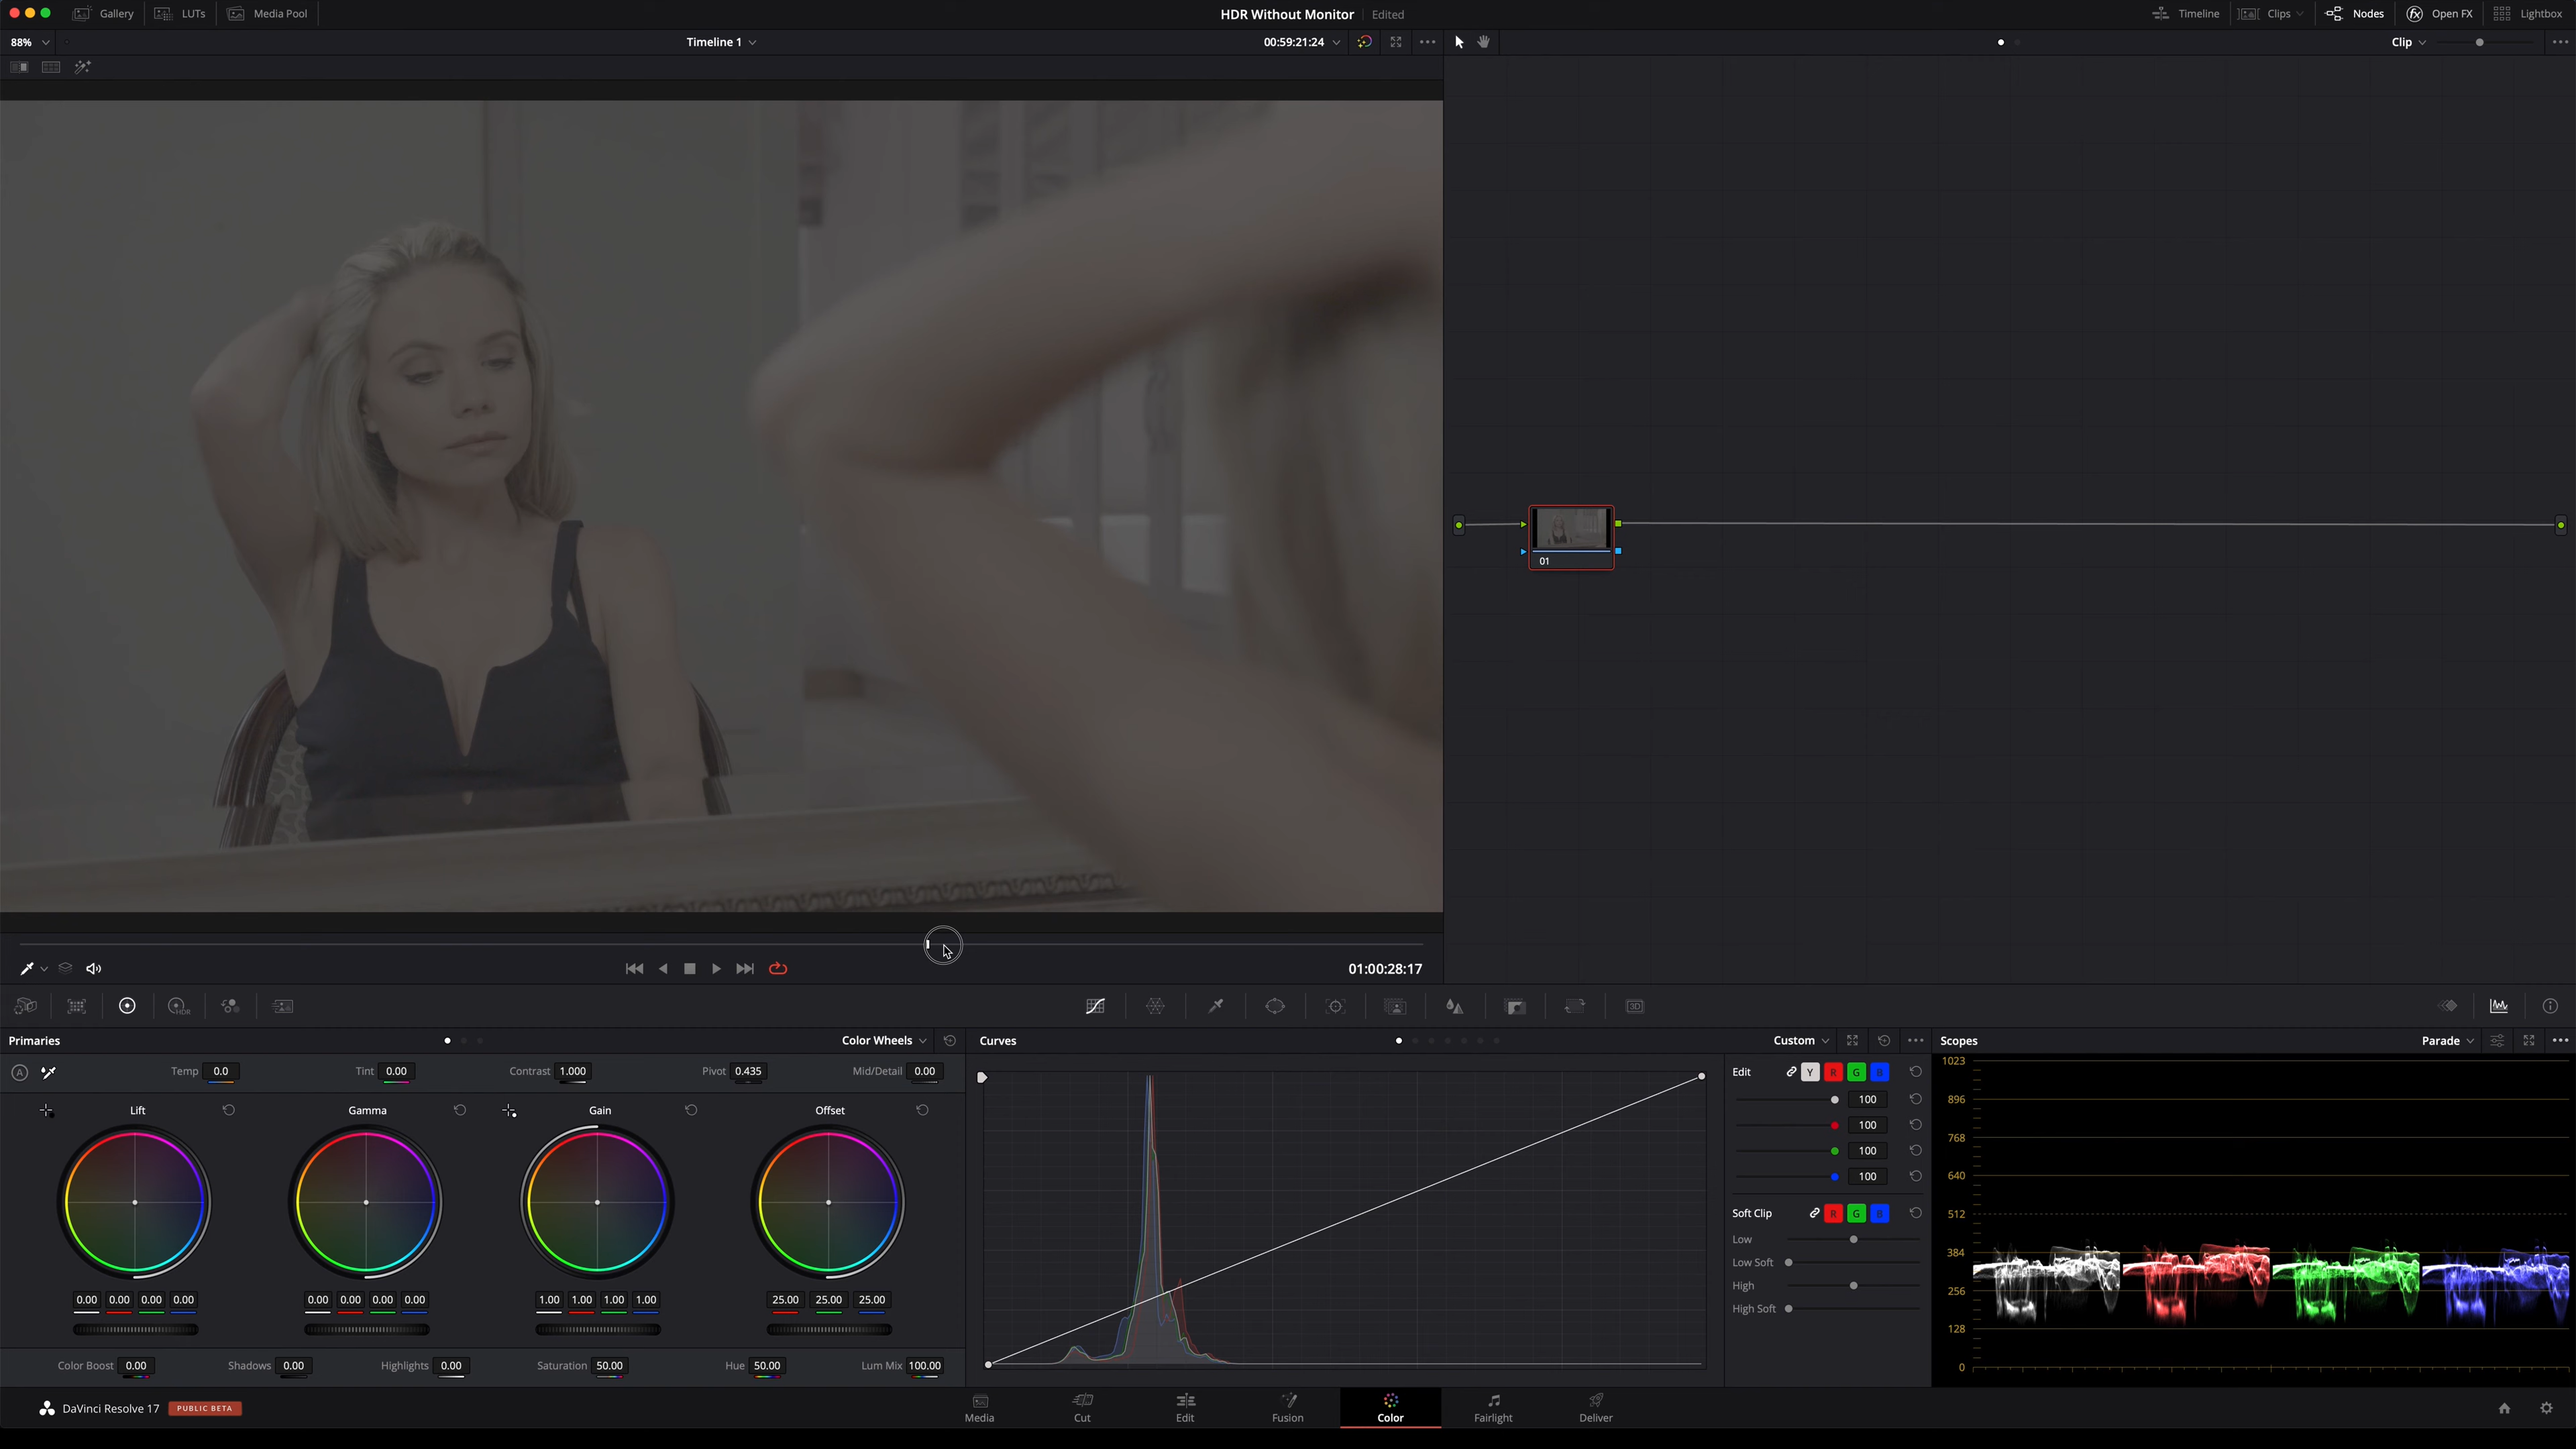 Gallery LUTs Media Pool HDR Without Monitor Edited Timeline Clips Nodes Open FX Lightbox
88% Timeline 1 00:59:21:24 Clip
01
01:00:28:17
HDR
3D
Primaries Color Wheels Curves Custom Scopes Parade
A Temp 0.0 Tint 0.00 Contrast 1.000 Pivot 0.435 Mid/Detail 0.00
Lift Gamma Gain Offset
0.00 0.00 0.00 0.00 0.00 0.00 0.00 0.00 1.00 1.00 1.00 1.00 25.00 25.00 25.00
Color Boost 0.00 Shadows 0.00 Highlights 0.00 Saturation 50.00 Hue 50.00 Lum Mix 100.00
Edit Y R G B
100
100
100
100
Soft Clip R G B
Low
Low Soft
High
High Soft
1023
896
768
640
512
384
256
128
0
DaVinci Resolve 17 PUBLIC BETA Media Cut Edit Fusion Color Fairlight Deliver